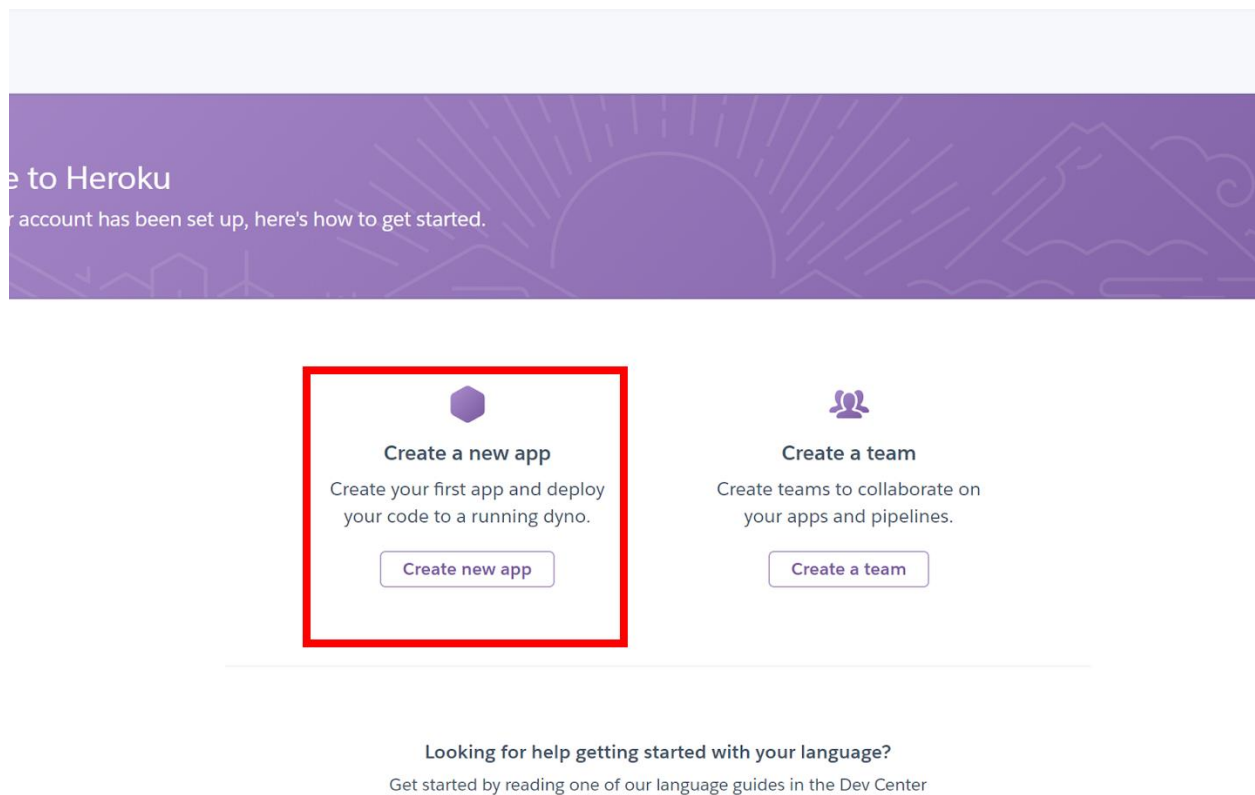 e to Heroku
r account has been set up, here's how to get started.
Create a new app
Create your first app and deploy
your code to a running dyno.
Create new app
Create a team
Create teams to collaborate on
your apps and pipelines.
Create a team
Looking for help getting started with your language?
Get started by reading one of our language guides in the Dev Center